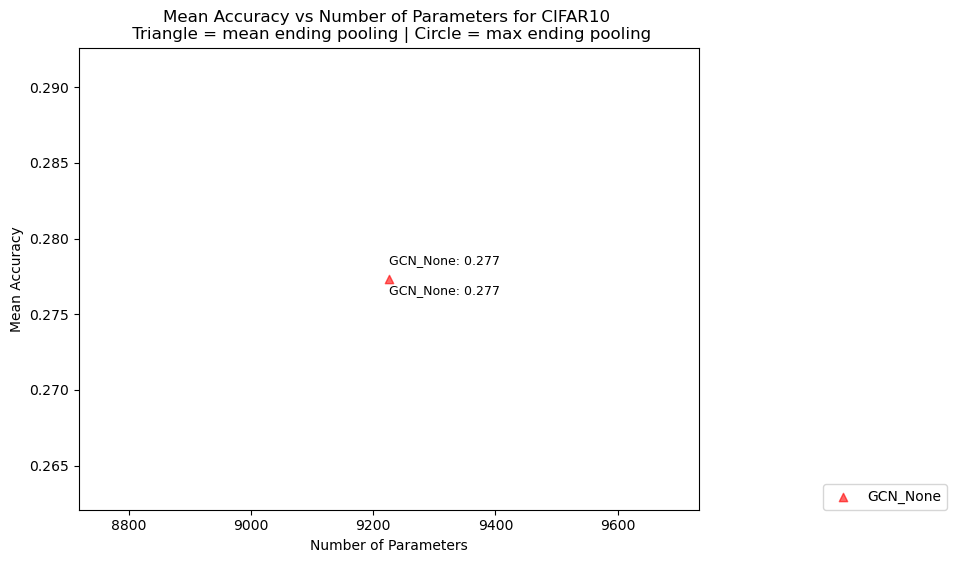 Mean Accuracy vs Number of Parameters for CIFAR10
Triangle = mean ending pooling | Circle = max ending pooling
0.290
0.285
0.280
0.275
0.270
0.265
Mean Accuracy
GCN_None: 0.277
GCN_None: 0.277
8800
9000
9200
9400
9600
Number of Parameters
GCN_None